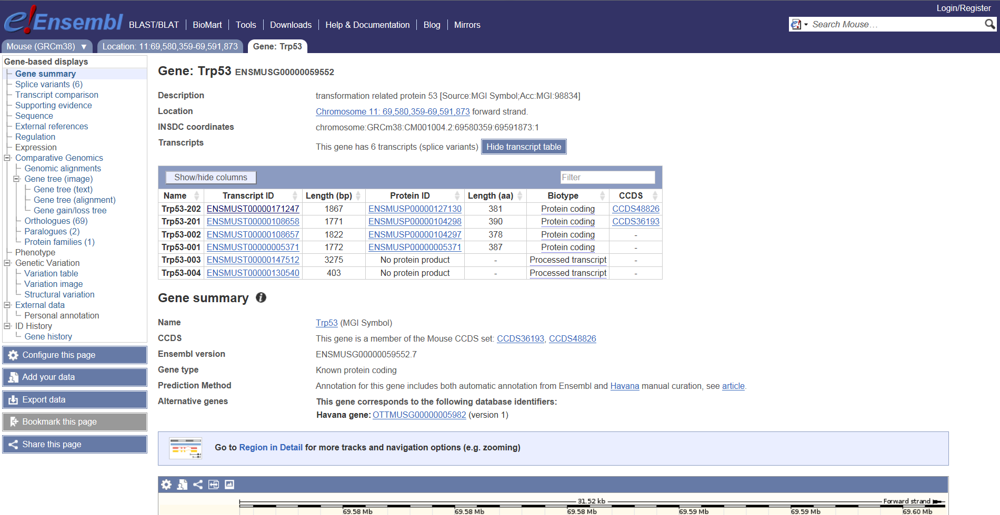 Login/Register
e!Ensembl BLAST/BLAT BioMart Tools Downloads Help & Documentation Blog Mirrors
Search Mouse…
Mouse (GRCm38) ▼ Location: 11:69,580,359-69,591,873 Gene: Trp53
Gene-based displays
Gene summary
Splice variants (6)
Transcript comparison
Supporting evidence
Sequence
External references
Regulation
Expression
Comparative Genomics
Genomic alignments
Gene tree (image)
Gene tree (text)
Gene tree (alignment)
Gene gain/loss tree
Orthologues (69)
Paralogues (2)
Protein families (1)
Phenotype
Genetic Variation
Variation table
Variation image
Structural variation
External data
Personal annotation
ID History
Gene history
Configure this page
Add your data
Export data
Bookmark this page
Share this page
Gene: Trp53 ENSMUSG00000059552
Description transformation related protein 53 [Source:MGI Symbol;Acc:MGI:98834]
Location Chromosome 11: 69,580,359-69,591,873 forward strand.
INSDC coordinates chromosome:GRCm38:CM001004.2:69580359:69591873:1
Transcripts This gene has 6 transcripts (splice variants) Hide transcript table
Show/hide columns Filter
Name Transcript ID Length (bp) Protein ID Length (aa) Biotype CCDS
Trp53-202 ENSMUST00000171247 1867 ENSMUSP00000127130 381 Protein coding CCDS48826
Trp53-201 ENSMUST00000108658 1771 ENSMUSP00000104298 390 Protein coding CCDS36193
Trp53-002 ENSMUST00000108657 1822 ENSMUSP00000104297 378 Protein coding -
Trp53-001 ENSMUST00000005371 1772 ENSMUSP00000005371 387 Protein coding -
Trp53-003 ENSMUST00000147512 3275 No protein product - Processed transcript -
Trp53-004 ENSMUST00000130540 403 No protein product - Processed transcript -
Gene summary i
Name Trp53 (MGI Symbol)
CCDS This gene is a member of the Mouse CCDS set: CCDS36193, CCDS48826
Ensembl version ENSMUSG00000059552.7
Gene type Known protein coding
Prediction Method Annotation for this gene includes both automatic annotation from Ensembl and Havana manual curation, see article.
Alternative genes This gene corresponds to the following database identifiers:
Havana gene: OTTMUSG00000005982 (version 1)
Go to Region in Detail for more tracks and navigation options (e.g. zooming)
31.52 kb Forward strand
69.58 Mb 69.58 Mb 69.58 Mb 69.59 Mb 69.59 Mb 69.60 Mb